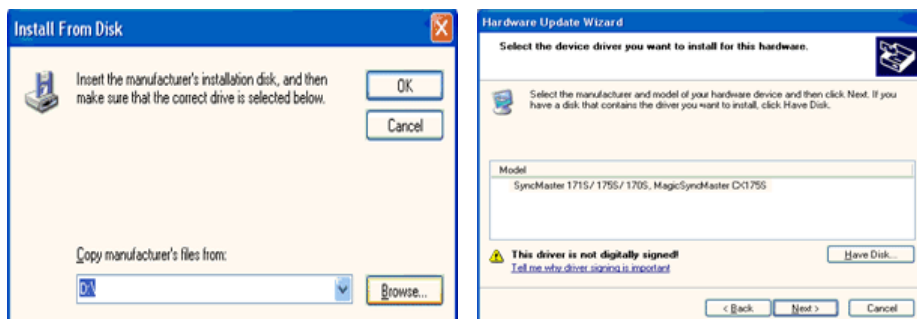 Install From Disk
Insert the manufacturer's installation disk, and then
make sure that the correct drive is selected below.
OK
Cancel
Copy manufacturer's files from:
D:\
Browse...
Hardware Update Wizard
Select the device driver you want to install for this hardware.
Select the manufacturer and model of your hardware device and then click Next. If you
have a disk that contains the driver you want to install, click Have Disk.
Model
SyncMaster 171S/ 175S/ 170S, MagicSyncMaster CX175S
This driver is not digitally signed!
Tell me why driver signing is important
Have Disk...
< Back
Next >
Cancel